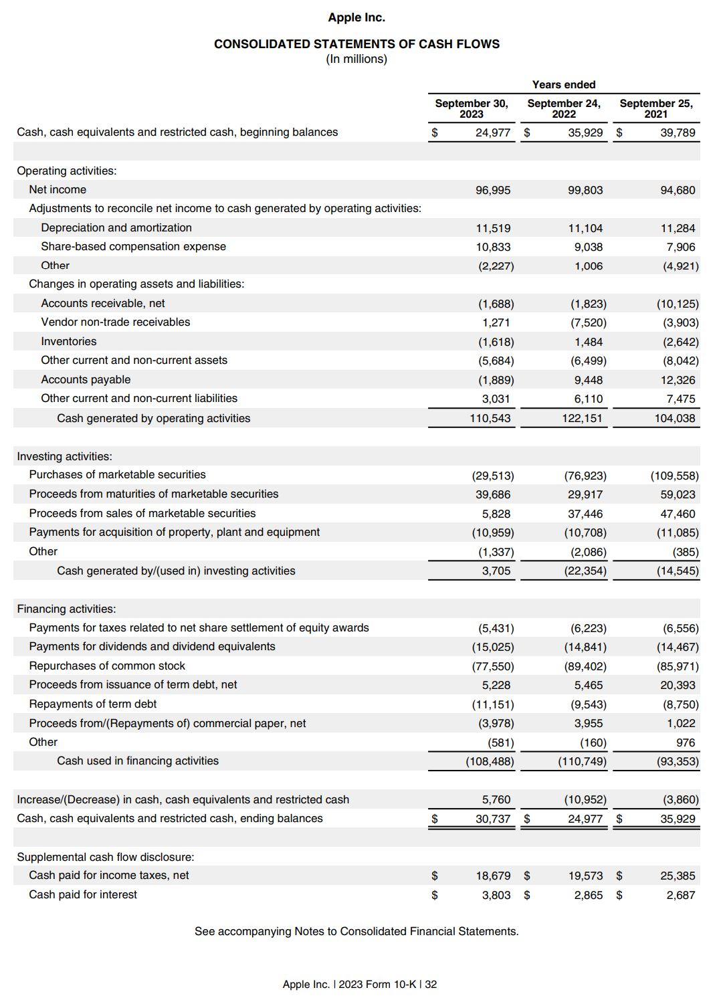 Apple Inc.
CONSOLIDATED STATEMENTS OF CASH FLOWS
(In millions)
Years ended
September 30, 2023 September 24, 2022 September 25, 2021
Cash, cash equivalents and restricted cash, beginning balances $ 24,977 $ 35,929 $ 39,789
Operating activities:
Net income 96,995 99,803 94,680
Adjustments to reconcile net income to cash generated by operating activities:
Depreciation and amortization 11,519 11,104 11,284
Share-based compensation expense 10,833 9,038 7,906
Other (2,227) 1,006 (4,921)
Changes in operating assets and liabilities:
Accounts receivable, net (1,688) (1,823) (10,125)
Vendor non-trade receivables 1,271 (7,520) (3,903)
Inventories (1,618) 1,484 (2,642)
Other current and non-current assets (5,684) (6,499) (8,042)
Accounts payable (1,889) 9,448 12,326
Other current and non-current liabilities 3,031 6,110 7,475
Cash generated by operating activities 110,543 122,151 104,038
Investing activities:
Purchases of marketable securities (29,513) (76,923) (109,558)
Proceeds from maturities of marketable securities 39,686 29,917 59,023
Proceeds from sales of marketable securities 5,828 37,446 47,460
Payments for acquisition of property, plant and equipment (10,959) (10,708) (11,085)
Other (1,337) (2,086) (385)
Cash generated by/(used in) investing activities 3,705 (22,354) (14,545)
Financing activities:
Payments for taxes related to net share settlement of equity awards (5,431) (6,223) (6,556)
Payments for dividends and dividend equivalents (15,025) (14,841) (14,467)
Repurchases of common stock (77,550) (89,402) (85,971)
Proceeds from issuance of term debt, net 5,228 5,465 20,393
Repayments of term debt (11,151) (9,543) (8,750)
Proceeds from/(Repayments of) commercial paper, net (3,978) 3,955 1,022
Other (581) (160) 976
Cash used in financing activities (108,488) (110,749) (93,353)
Increase/(Decrease) in cash, cash equivalents and restricted cash 5,760 (10,952) (3,860)
Cash, cash equivalents and restricted cash, ending balances $ 30,737 $ 24,977 $ 35,929
Supplemental cash flow disclosure:
Cash paid for income taxes, net $ 18,679 $ 19,573 $ 25,385
Cash paid for interest $ 3,803 $ 2,865 $ 2,687
See accompanying Notes to Consolidated Financial Statements.
Apple Inc. | 2023 Form 10-K | 32